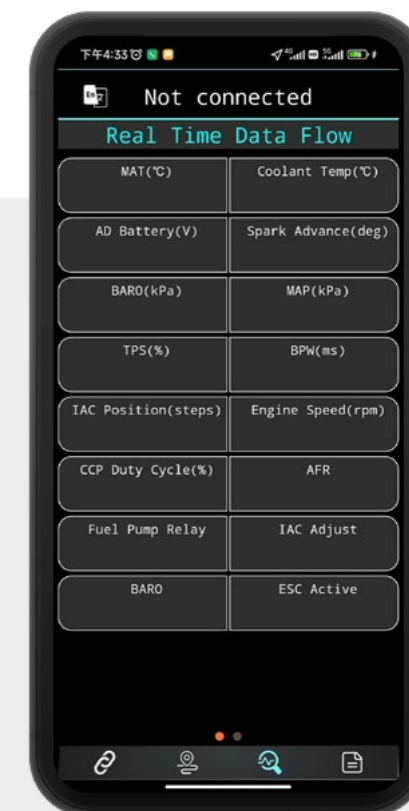 下午4:33
Not connected
Real Time Data Flow
MAT(℃) Coolant Temp(℃)
AD Battery(V) Spark Advance(deg)
BARO(kPa) MAP(kPa)
TPS(%) BPW(ms)
IAC Position(steps) Engine Speed(rpm)
CCP Duty Cycle(%) AFR
Fuel Pump Relay IAC Adjust
BARO ESC Active